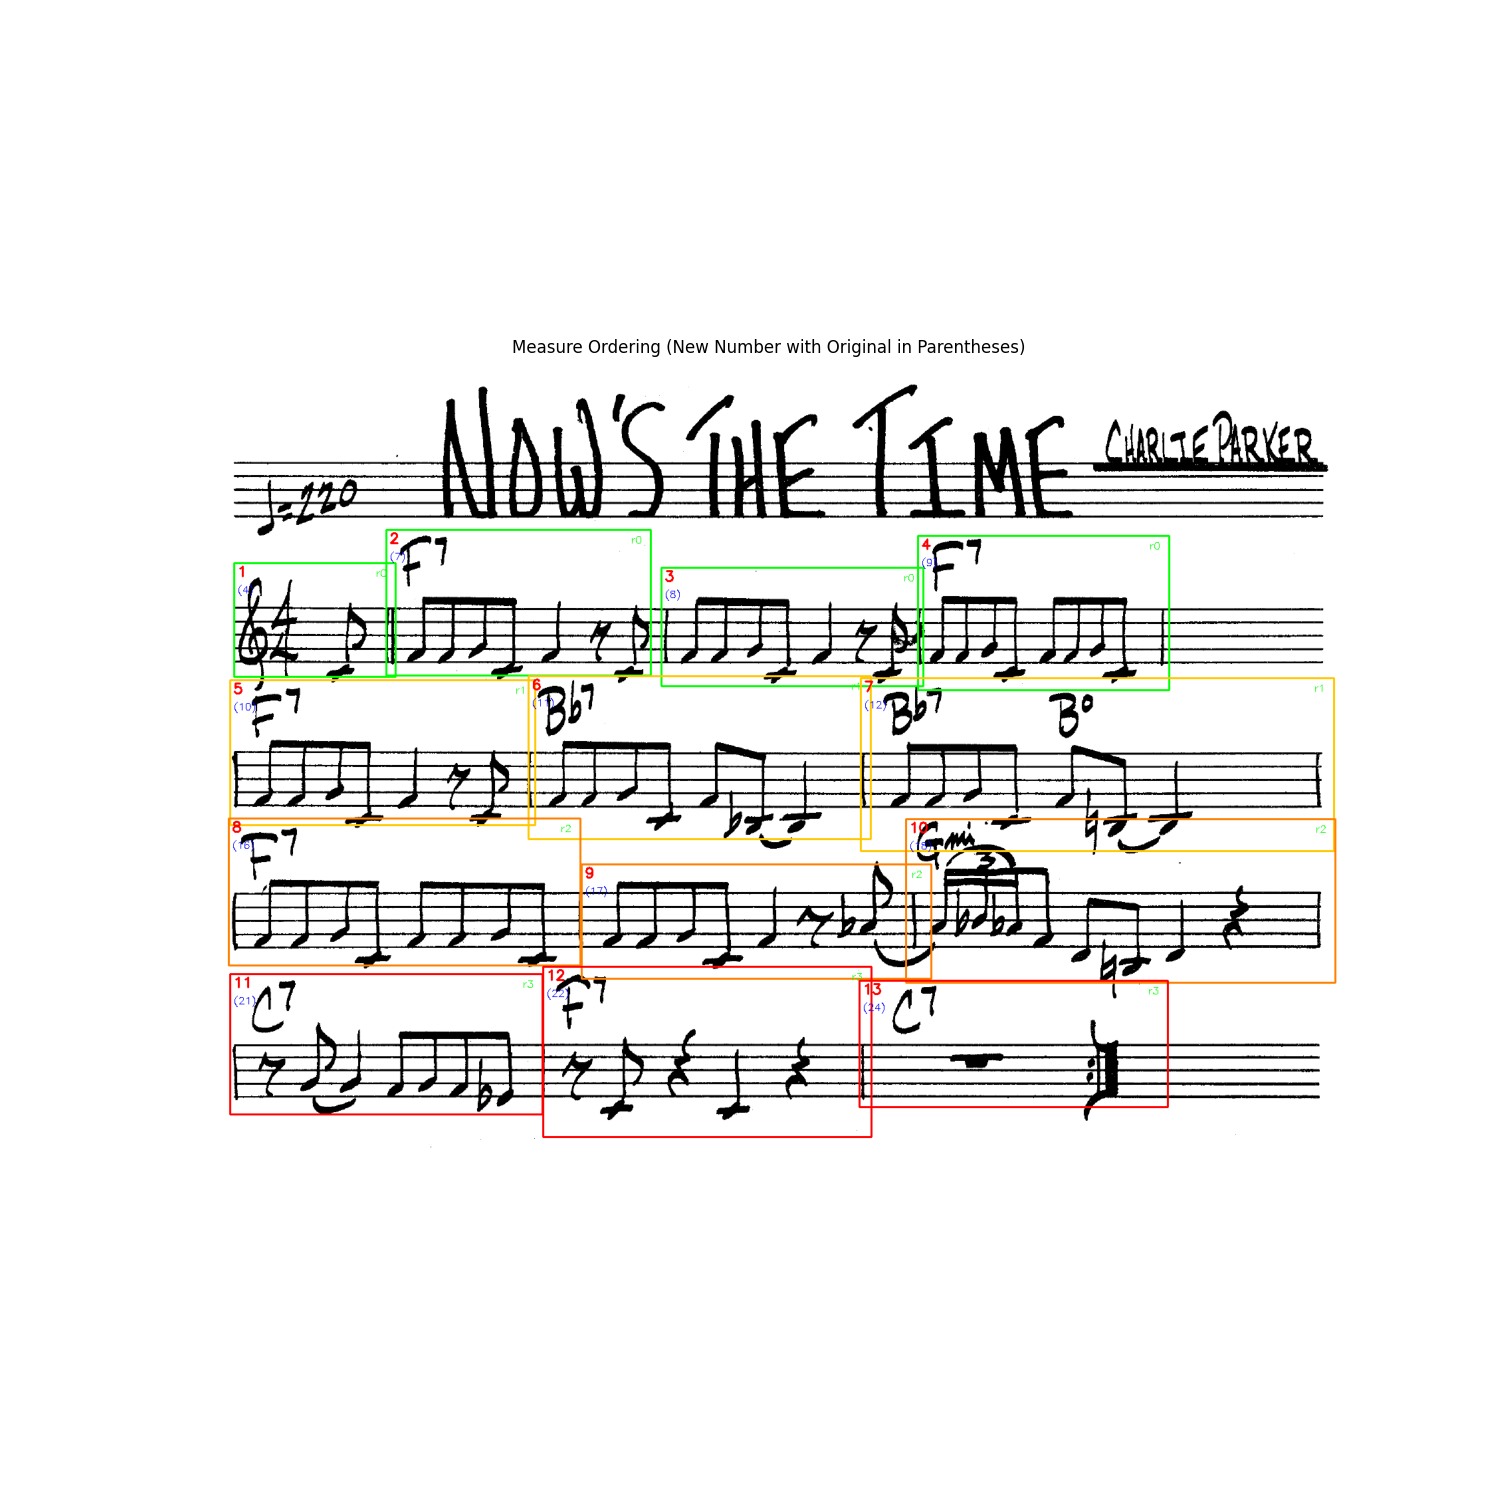 Measure Ordering (New Number with Original in Parentheses)
NOW'S THE TIME
CHARLIE PARKER
♩=220
1 r0 2 r0 3 r0 4 r0
(4) (7) (8) (9)
F7 F7
4/4
5 r1 6 7 r1
(10) (11) (12)
F7 Bb7 Bb7 B°
8 r2 9 r2 10 r2
(17)
F7 Gmi
3
11 r3 12 r3 13 r3
(21) (22) (24)
C7 F7 C7